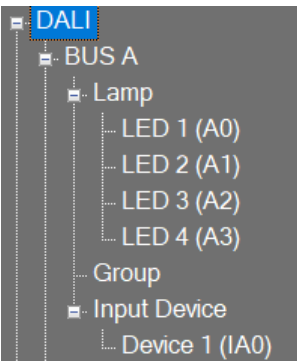 DALI
BUS A
Lamp
LED 1 (A0)
LED 2 (A1)
LED 3 (A2)
LED 4 (A3)
Group
Input Device
Device 1 (IA0)